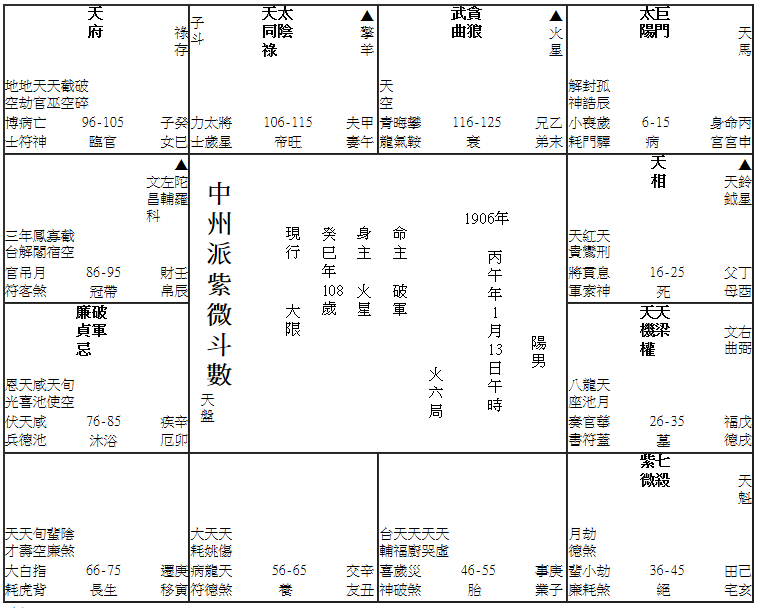 天府
祿存
地地天天截破
空劫官巫空碎
博病亡 96-105 子癸
士符神 臨官 女巳
太陰
天同祿
子斗
▲
擎羊
力太將 106-115 夫甲
士歲星 帝旺 妻午
貪狼
武曲
▲
火星
天
空
青晦攀 116-125 兄乙
龍氣鞍 衰 弟未
巨門
太陽
天馬
解封孤
神誥辰
小喪歲 6-15 身命丙
耗門驛 病 宮宮申
▲
陀羅
左輔
文昌科
三年鳳寡截
台解閣宿空
官吊月 86-95 財壬
符客煞 冠帶 帛辰
中州派紫微斗數
天盤
1906年
丙午年1月13日午時
陽男
火六局
命主 破軍
身主 火星
癸巳年 108歲
現行 大限
天相
▲
鈴星
天鉞
天紅天
貴鸞刑
將貫息 16-25 父丁
軍索神 死 母酉
破軍
廉貞忌
恩天咸天旬
光喜池使空
伏天咸 76-85 疾辛
兵德池 沐浴 厄卯
天梁
天機權
右弼
文曲
八龍天
座池月
奏官華 26-35 福戊
書符蓋 墓 德戌
天天旬蜚陰
才壽空廉煞
大白指 66-75 遷庚
耗虎背 長生 移寅
大天天
耗姚傷
病龍天 56-65 交辛
符德煞 養 友丑
台天天天天
輔福廚哭虛
喜歲災 46-55 事庚
神破煞 胎 業子
七殺
紫微
天魁
月劫
德煞
蜚小劫 36-45 田己
廉耗煞 絕 宅亥